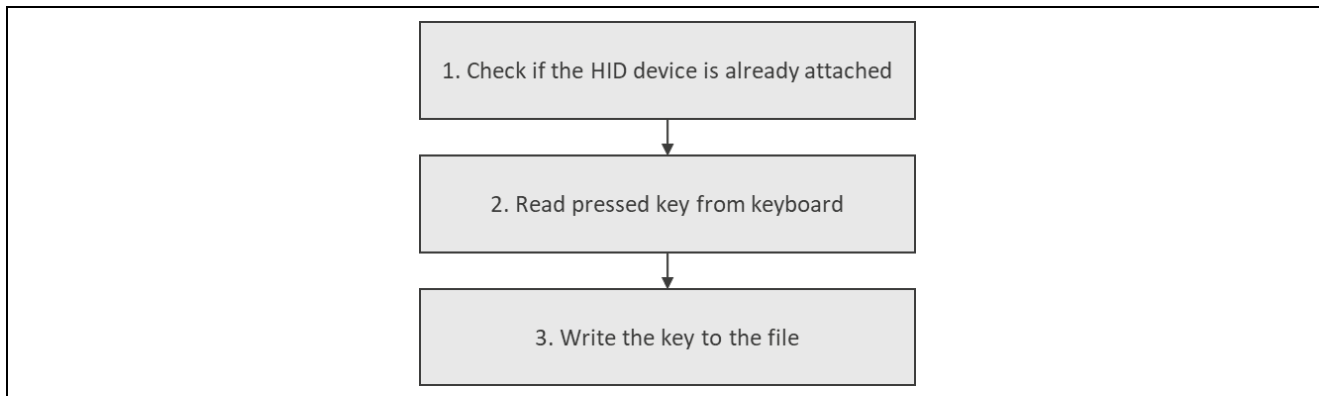 1. Check if the HID device is already attached
2. Read pressed key from keyboard
3. Write the key to the file